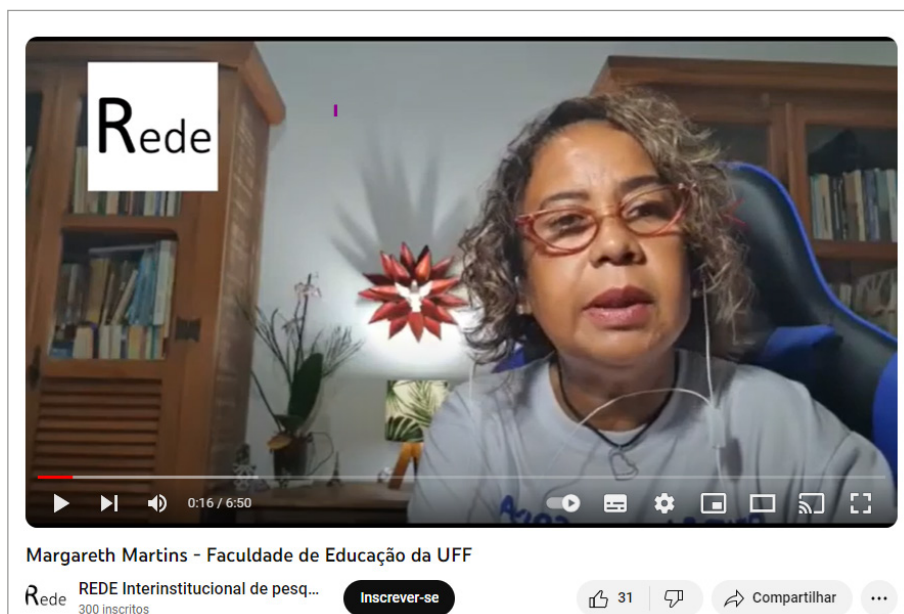 Rede
0:16 / 6:50
Margareth Martins - Faculdade de Educação da UFF
Rede
REDE Interinstitucional de pesq...
300 inscritos
Inscrever-se
31
Compartilhar